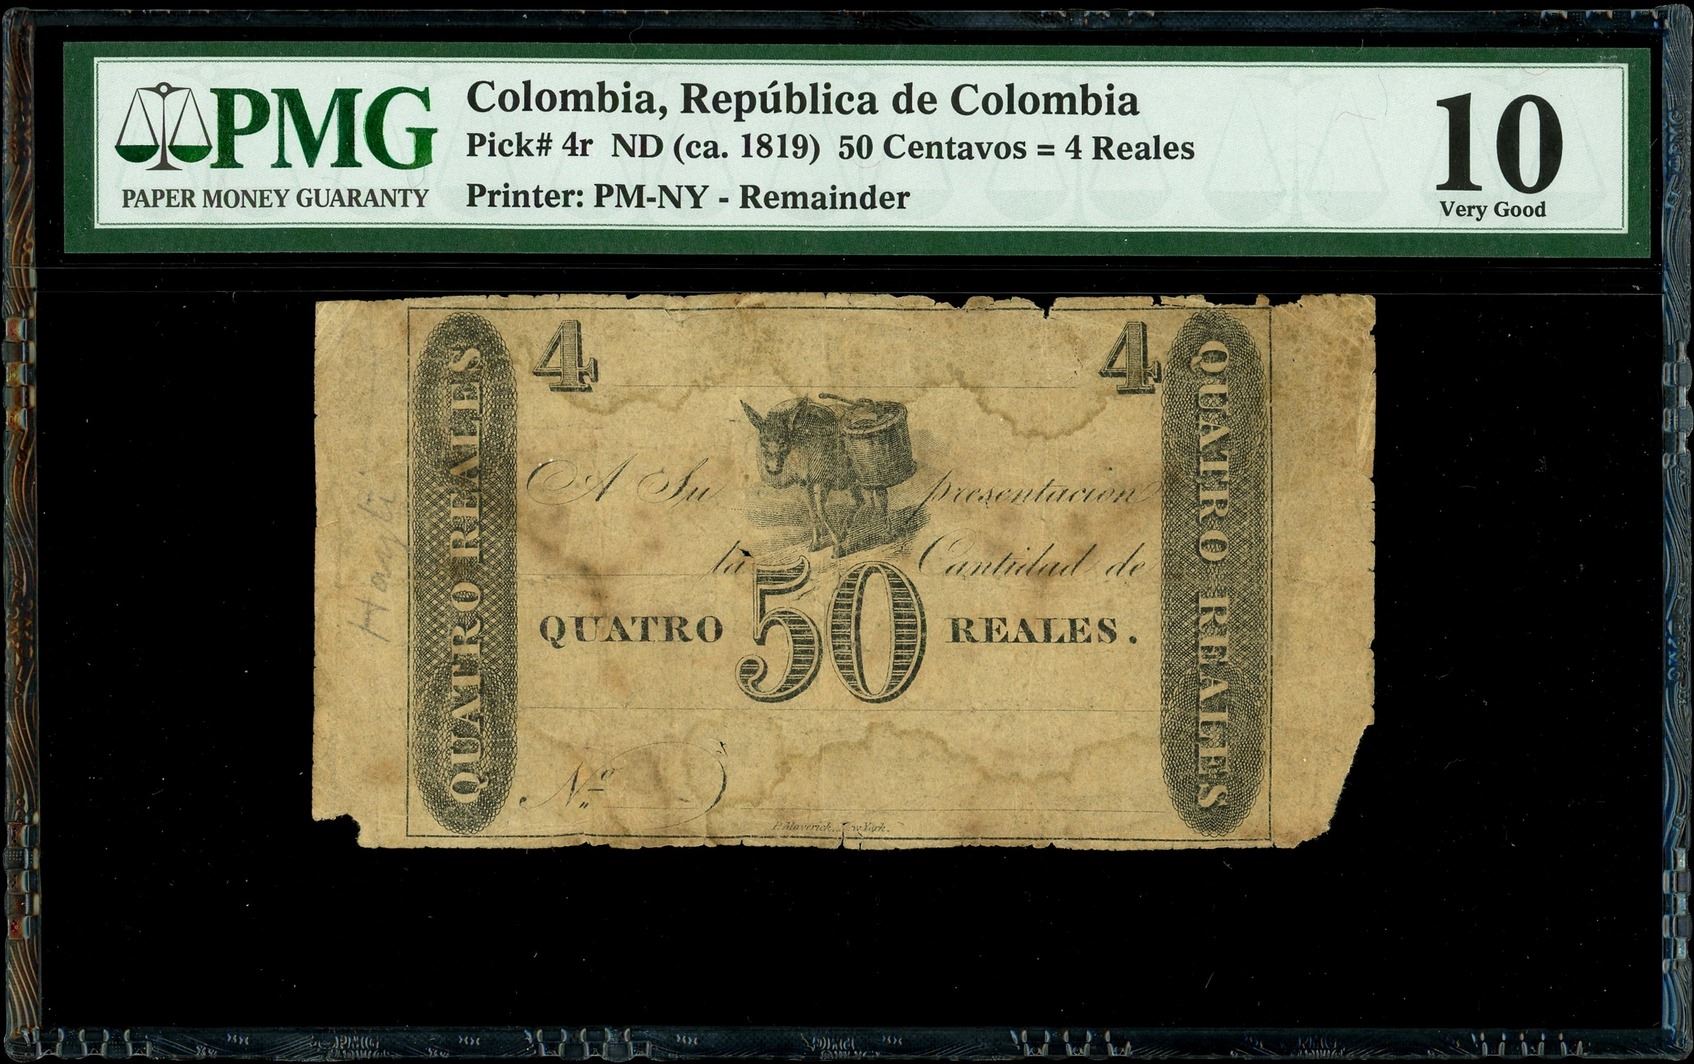 PMG
PAPER MONEY GUARANTY
Colombia, República de Colombia
Pick# 4r ND (ca. 1819) 50 Centavos = 4 Reales
Printer: PM-NY - Remainder
10
Very Good
4
4
QUATRO REALES
QUATRO REALES
A Su presentacion
la Cantidad de
QUATRO 50 REALES.
Nº
P. Maverick
Hayti